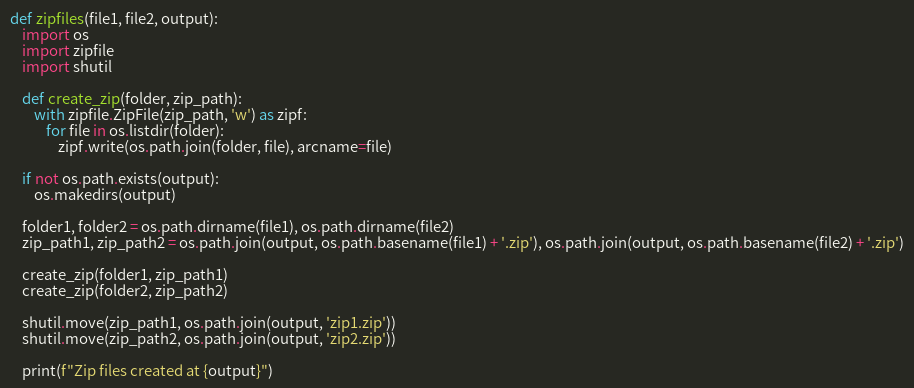 def zipfiles(file1, file2, output):
    import os
    import zipfile
    import shutil

    def create_zip(folder, zip_path):
        with zipfile.ZipFile(zip_path, 'w') as zipf:
            for file in os.listdir(folder):
                zipf.write(os.path.join(folder, file), arcname=file)

    if not os.path.exists(output):
        os.makedirs(output)

    folder1, folder2 = os.path.dirname(file1), os.path.dirname(file2)
    zip_path1, zip_path2 = os.path.join(output, os.path.basename(file1) + '.zip'), os.path.join(output, os.path.basename(file2) + '.zip')

    create_zip(folder1, zip_path1)
    create_zip(folder2, zip_path2)

    shutil.move(zip_path1, os.path.join(output, 'zip1.zip'))
    shutil.move(zip_path2, os.path.join(output, 'zip2.zip'))

    print(f"Zip files created at {output}")